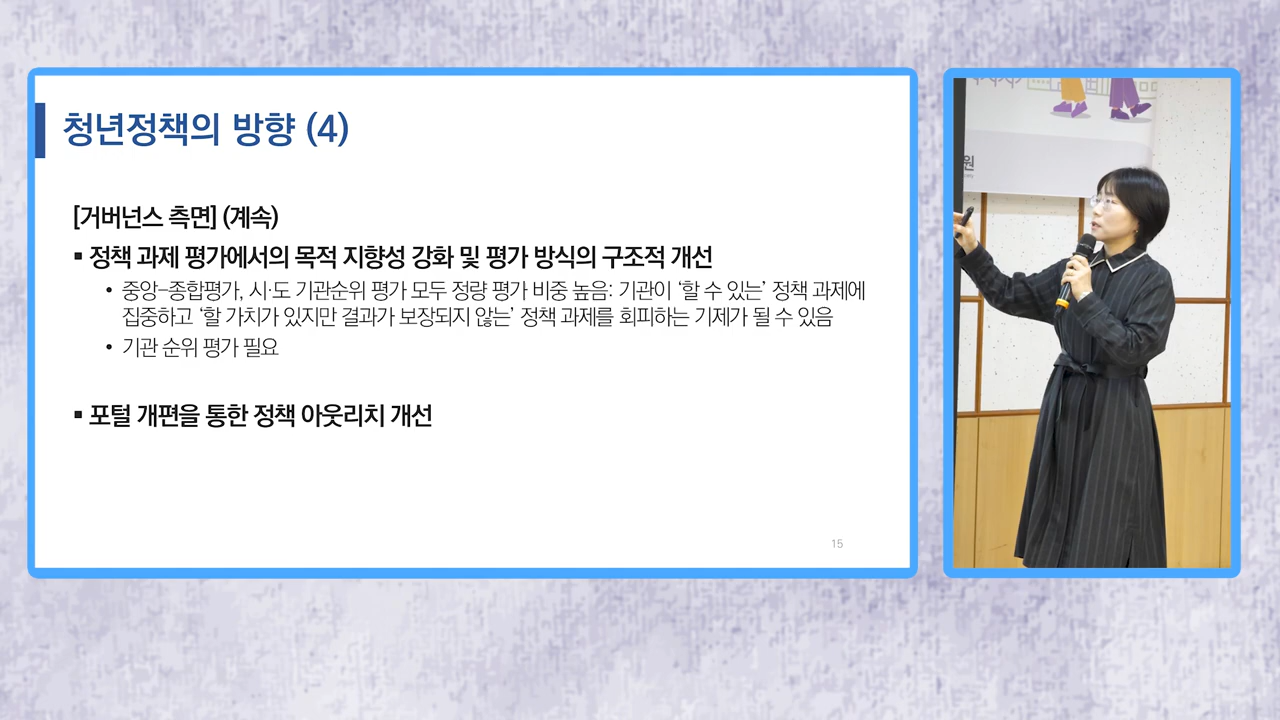 청년정책의 방향 (4)
[거버넌스 측면] (계속)
▪ 정책 과제 평가에서의 목적 지향성 강화 및 평가 방식의 구조적 개선
• 중앙-종합평가, 시·도 기관순위 평가 모두 정량 평가 비중 높음: 기관이 ‘할 수 있는’ 정책 과제에
집중하고 ‘할 가치가 있지만 결과가 보장되지 않는’ 정책 과제를 회피하는 기제가 될 수 있음
• 기관 순위 평가 필요
▪ 포털 개편을 통한 정책 아웃리치 개선
15
원